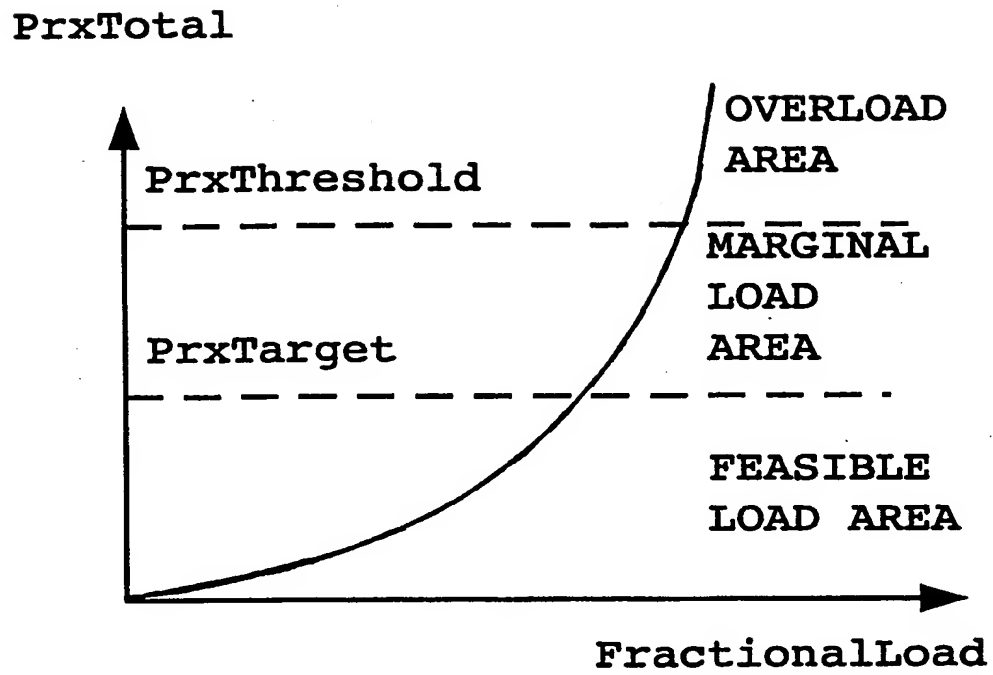 PrxTotal
OVERLOAD
AREA
PrxThreshold
MARGINAL
LOAD
AREA
PrxTarget
FEASIBLE
LOAD AREA
FractionalLoad